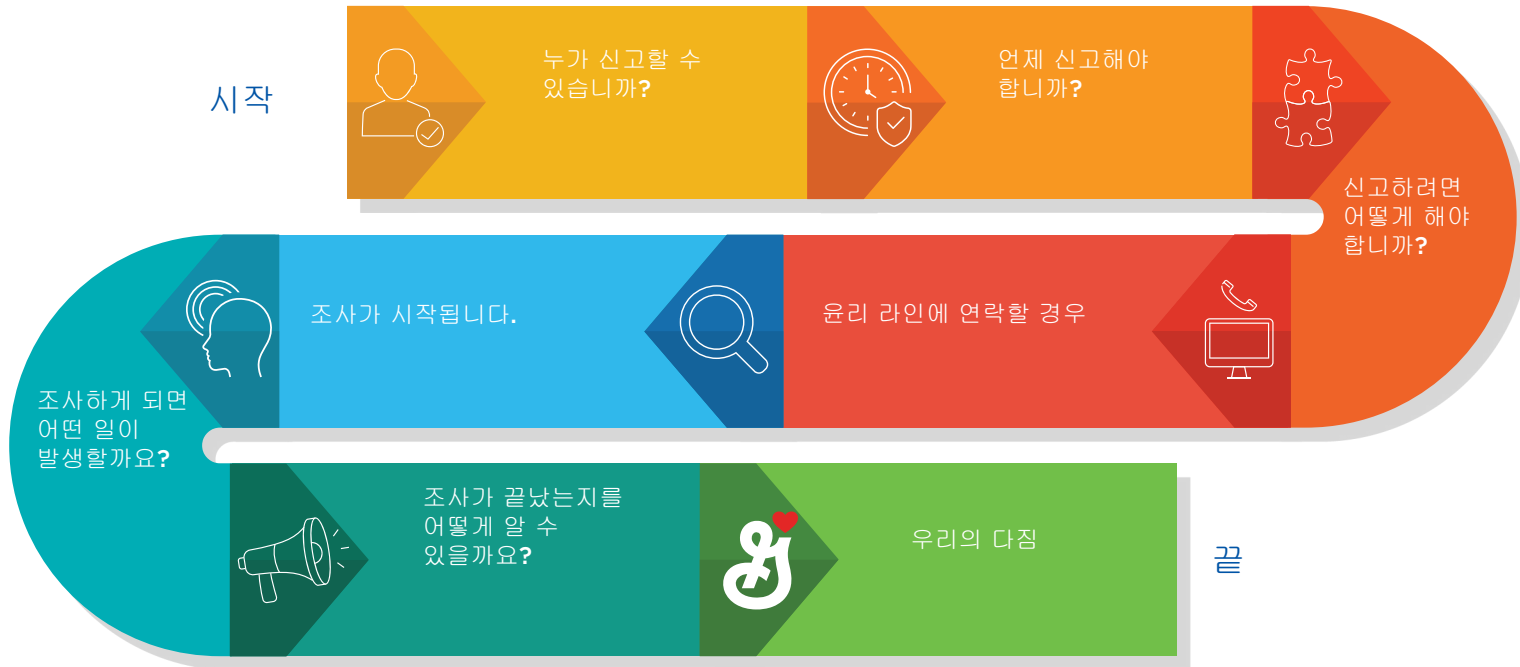 시작
누가 신고할 수
있습니까?
언제 신고해야
합니까?
신고하려면
어떻게 해야
합니까?
윤리 라인에 연락할 경우
조사가 시작됩니다.
조사하게 되면
어떤 일이
발생할까요?
조사가 끝났는지를
어떻게 알 수
있을까요?
우리의 다짐
끝